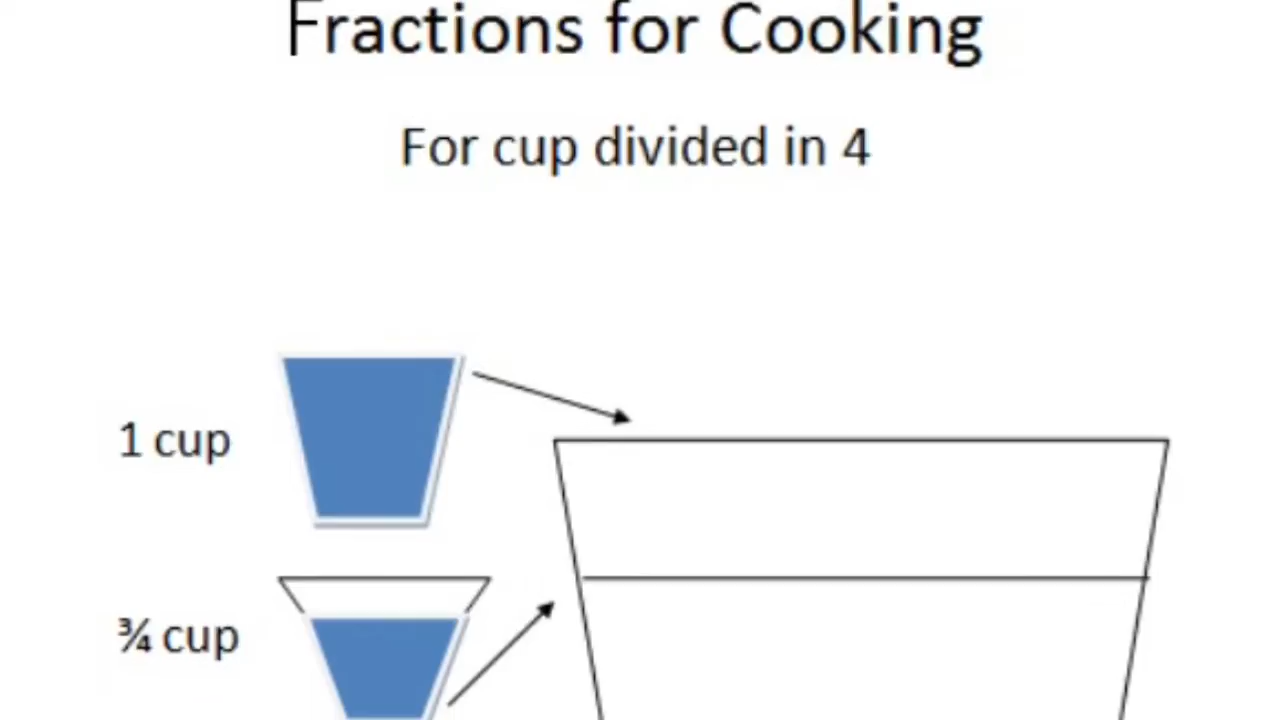 Fractions for Cooking
For cup divided in 4
1 cup
¾ cup